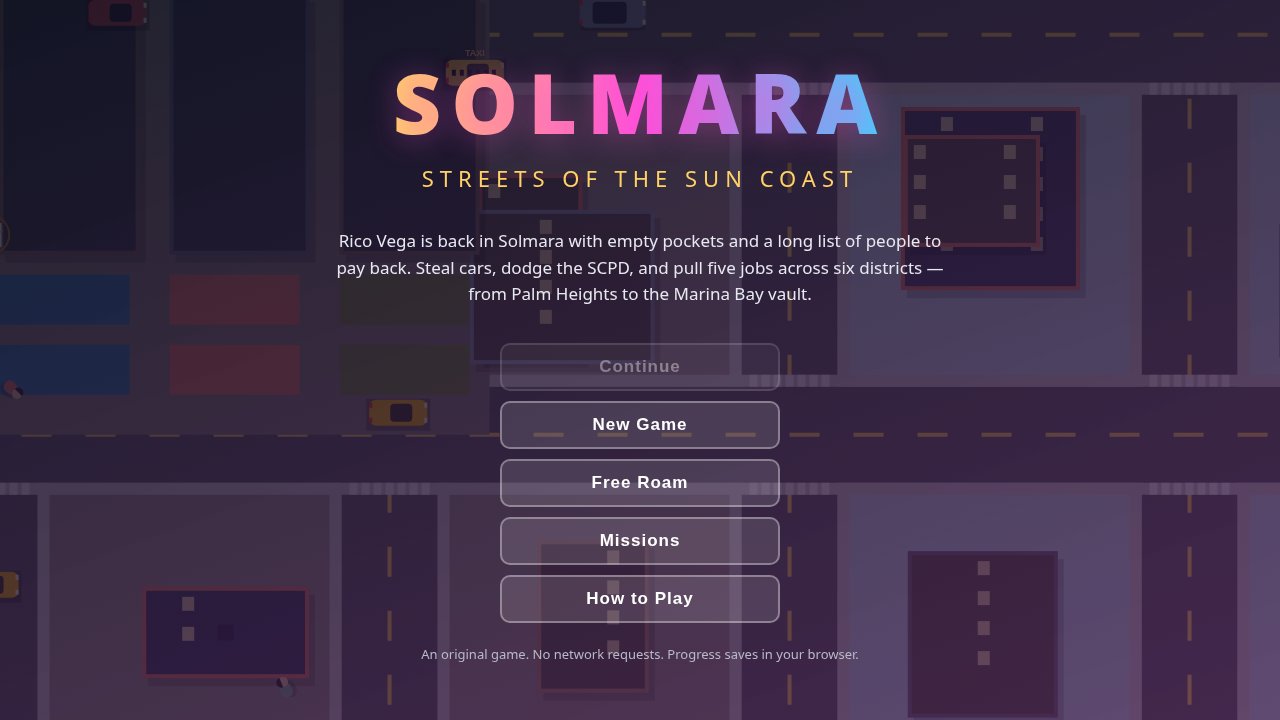 TAXI
SOLMARA
STREETS OF THE SUN COAST
Rico Vega is back in Solmara with empty pockets and a long list of people to
pay back. Steal cars, dodge the SCPD, and pull five jobs across six districts —
from Palm Heights to the Marina Bay vault.
Continue
New Game
Free Roam
Missions
How to Play
An original game. No network requests. Progress saves in your browser.